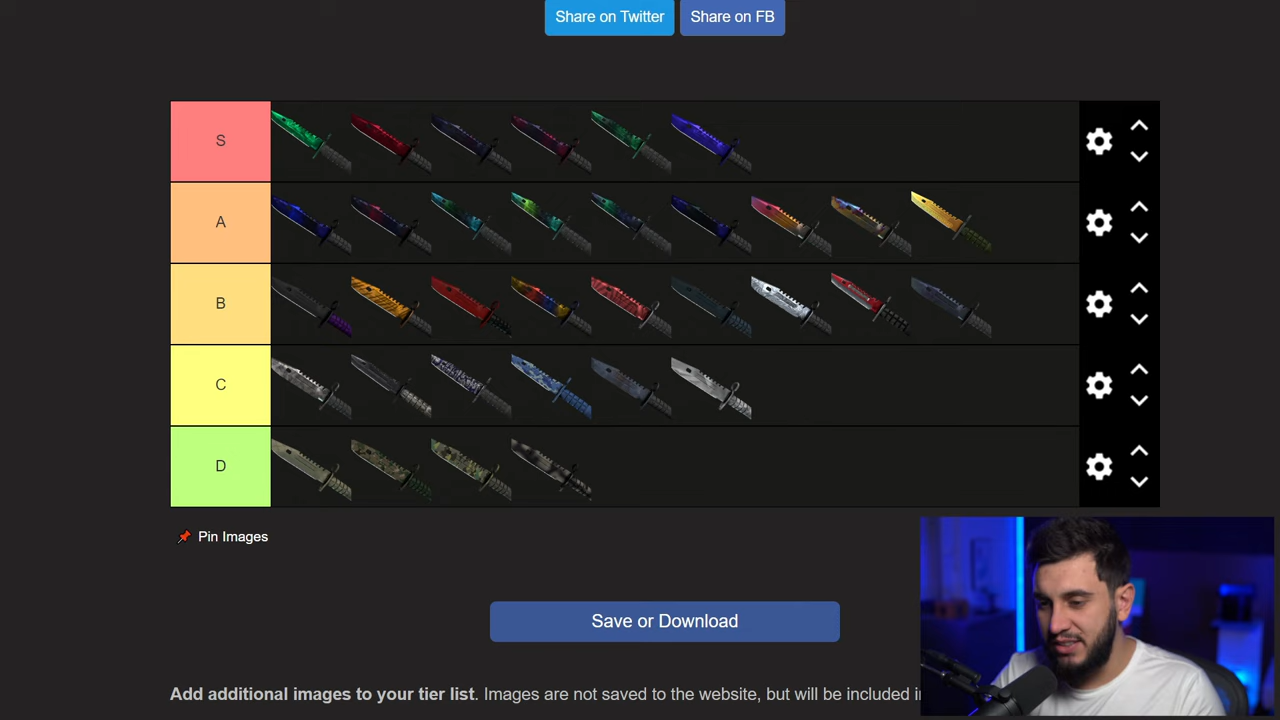 Share on Twitter Share on FB
S
A
B
C
D
Pin Images
Save or Download
Add additional images to your tier list. Images are not saved to the website, but will be included